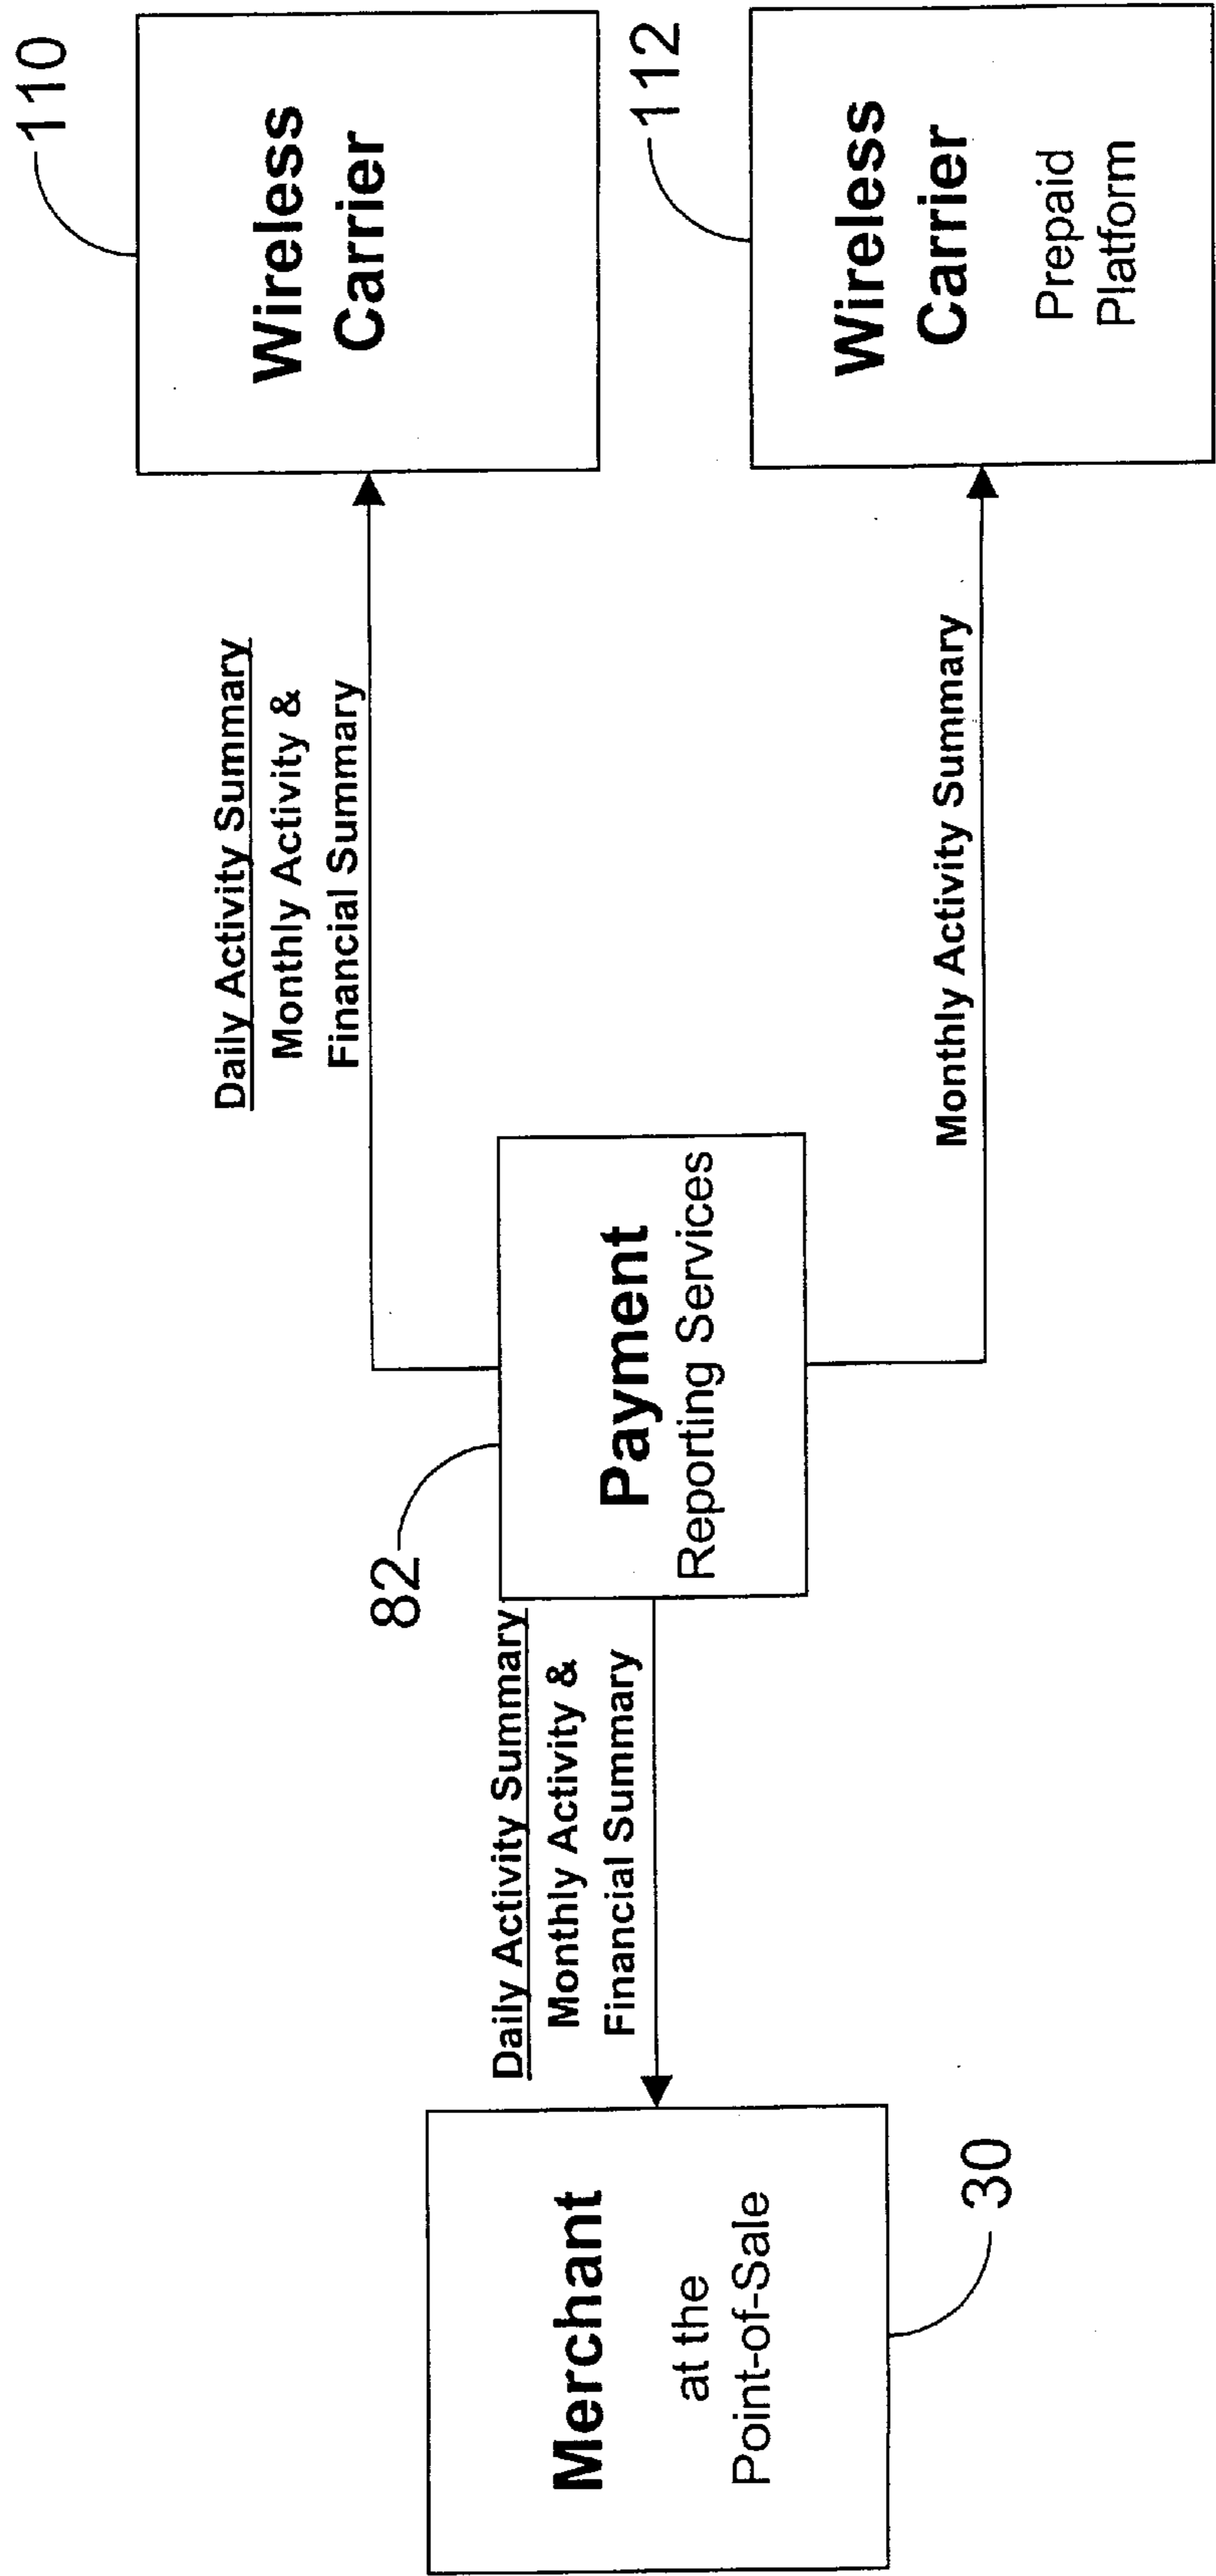 110
Wireless
Carrier
Daily Activity Summary
Monthly Activity &
Financial Summary
82
Payment
Reporting Services
Daily Activity Summary
Monthly Activity &
Financial Summary
Merchant
at the
Point-of-Sale
30
112
Wireless
Carrier
Prepaid
Platform
Monthly Activity Summary